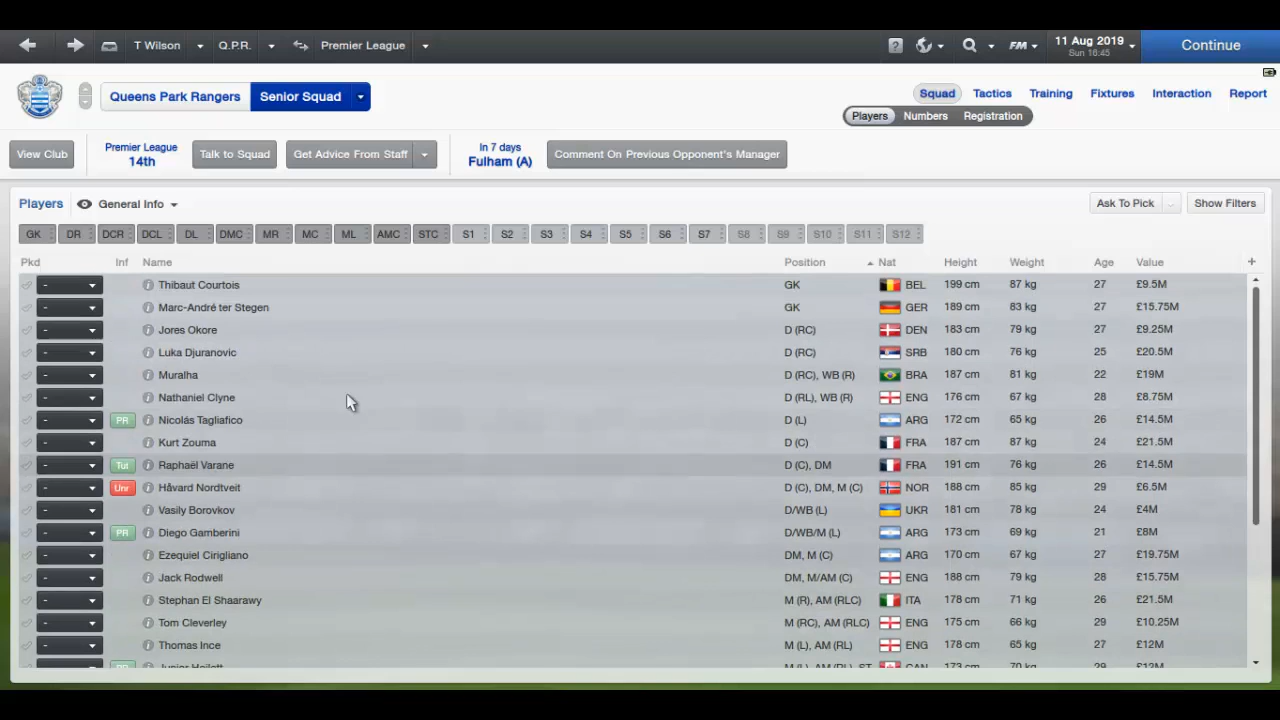 T Wilson Q.P.R. Premier League ? FM 11 Aug 2019 Continue
Sun 16:45
Queens Park Rangers Senior Squad Squad Tactics Training Fixtures Interaction Report
Players Numbers Registration
View Club Premier League Talk to Squad Get Advice From Staff In 7 days Comment On Previous Opponent's Manager
14th Fulham (A)
Players General Info Ask To Pick Show Filters
GK DR DCR DCL DL DMC MR MC ML AMC STC S1 S2 S3 S4 S5 S6 S7 S8 S9 S10 S11 S12
Pkd Inf Name Position Nat Height Weight Age Value +
- Thibaut Courtois GK BEL 199 cm 87 kg 27 £9.5M
- Marc-André ter Stegen GK GER 189 cm 83 kg 27 £15.75M
- Jores Okore D (RC) DEN 183 cm 79 kg 27 £9.25M
- Luka Djuranovic D (RC) SRB 180 cm 76 kg 25 £20.5M
- Muralha D (RC), WB (R) BRA 187 cm 81 kg 22 £19M
- Nathaniel Clyne D (RL), WB (R) ENG 176 cm 67 kg 28 £8.75M
- PR Nicolás Tagliafico D (L) ARG 172 cm 65 kg 26 £14.5M
- Kurt Zouma D (C) FRA 187 cm 87 kg 24 £21.5M
- Tut Raphaël Varane D (C), DM FRA 191 cm 76 kg 26 £14.5M
- Unr Håvard Nordtveit D (C), DM, M (C) NOR 188 cm 85 kg 29 £6.5M
- Vasily Borovkov D/WB (L) UKR 181 cm 78 kg 24 £4M
- PR Diego Gamberini D/WB/M (L) ARG 173 cm 69 kg 21 £8M
- Ezequiel Cirigliano DM, M (C) ARG 170 cm 67 kg 27 £19.75M
- Jack Rodwell DM, M/AM (C) ENG 188 cm 79 kg 28 £15.75M
- Stephan El Shaarawy M (R), AM (RLC) ITA 178 cm 71 kg 26 £21.5M
- Tom Cleverley M (RC), AM (RLC) ENG 175 cm 66 kg 29 £10.25M
- Thomas Ince M (L), AM (RL) ENG 178 cm 65 kg 27 £12M
PR Junior Hoilett M (L), AM (RL), ST CAN 173 cm 70 kg 29 £12M